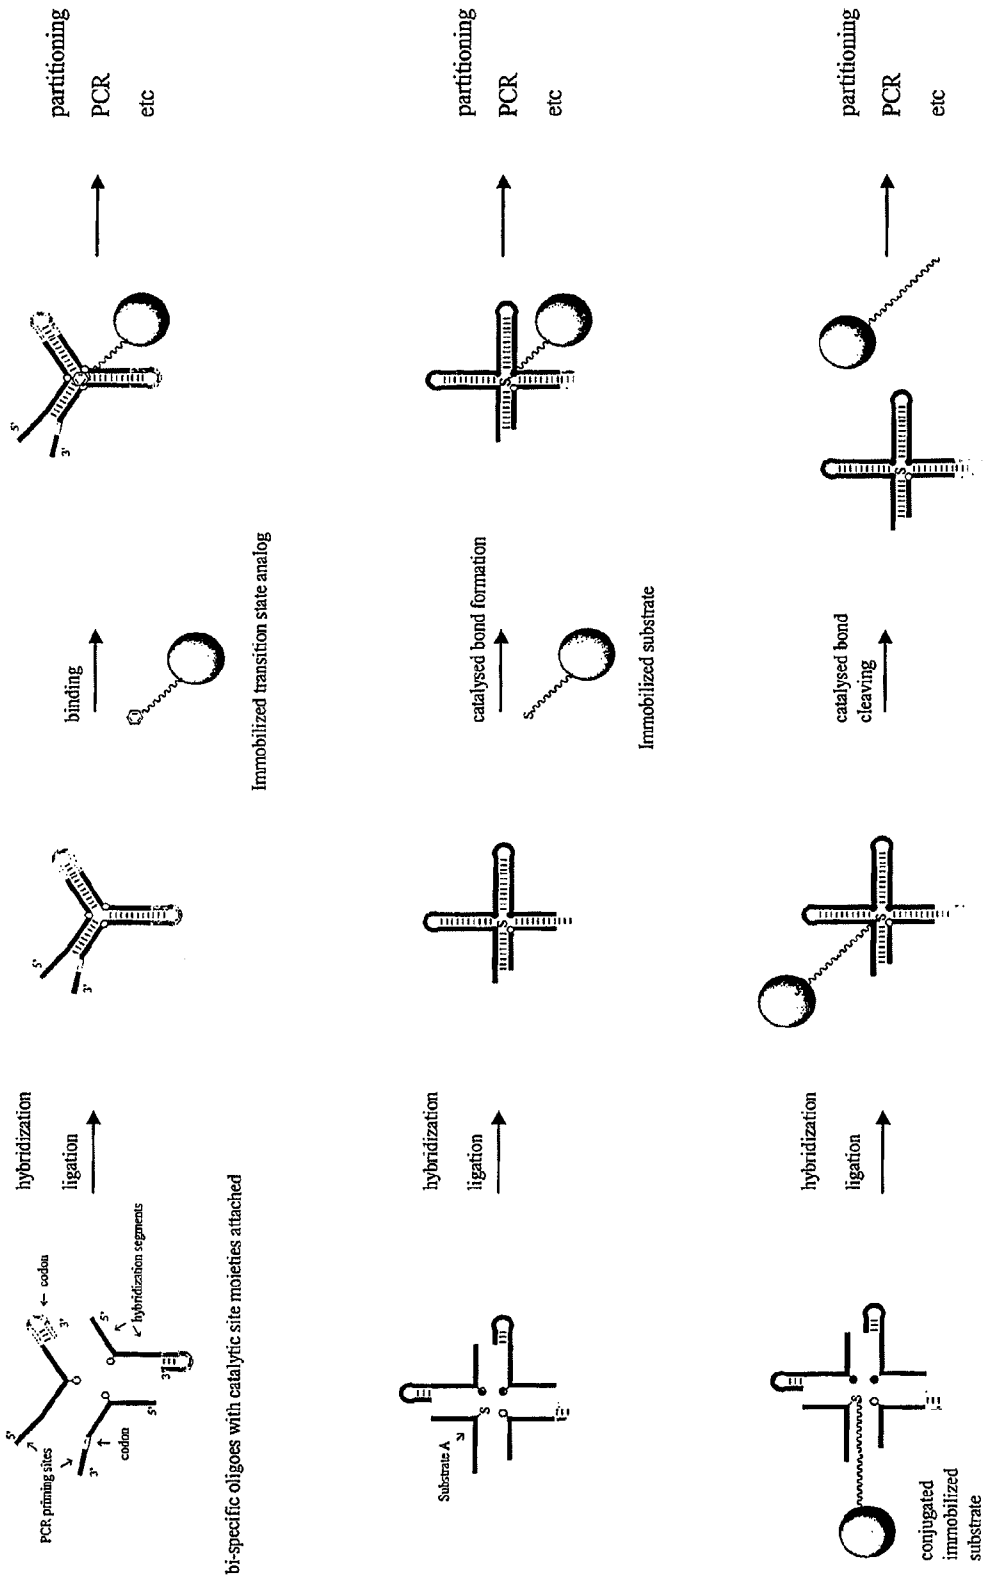 5'
PCR priming sites
← codon
3'
5'
hybridization segments
3'
codon
5'
3'
bi-specific oligoes with catalytic site moieties attached
hybridization
ligation
5'
3'
binding
Immobilized transition state analog
5'
3'
partitioning
PCR
etc
Substrate A
S
hybridization
ligation
S
catalysed bond formation
S
Immobilized substrate
S
partitioning
PCR
etc
S
conjugated
immobilized
substrate
hybridization
ligation
S
S
catalysed bond
cleaving
S
partitioning
PCR
etc